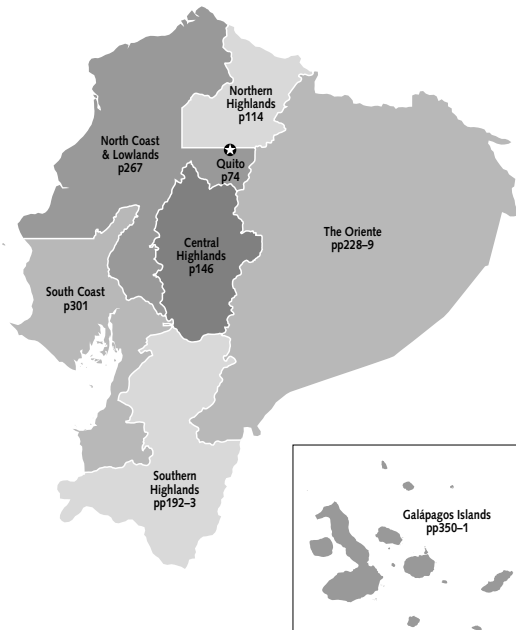 Northern
Highlands
p114
North Coast
& Lowlands
p267
Quito
p74
The Oriente
pp228–9
Central
Highlands
p146
South Coast
p301
Southern
Highlands
pp192–3
Galápagos Islands
pp350–1